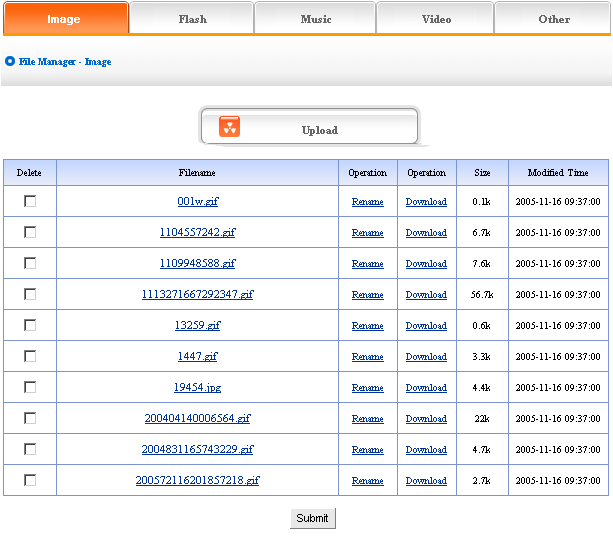 Image Flash Music Video Other
File Manager - Image
Upload
Delete Filename Operation Operation Size Modified Time
001w.gif Rename Download 0.1k 2005-11-16 09:37:00
1104557242.gif Rename Download 6.7k 2005-11-16 09:37:00
1109948588.gif Rename Download 7.6k 2005-11-16 09:37:00
1113271667292347.gif Rename Download 56.7k 2005-11-16 09:37:00
13259.gif Rename Download 0.6k 2005-11-16 09:37:00
1447.gif Rename Download 3.3k 2005-11-16 09:37:00
19454.jpg Rename Download 4.4k 2005-11-16 09:37:00
200404140006564.gif Rename Download 22k 2005-11-16 09:37:00
2004831165743229.gif Rename Download 4.7k 2005-11-16 09:37:00
200572116201857218.gif Rename Download 2.7k 2005-11-16 09:37:00
Submit